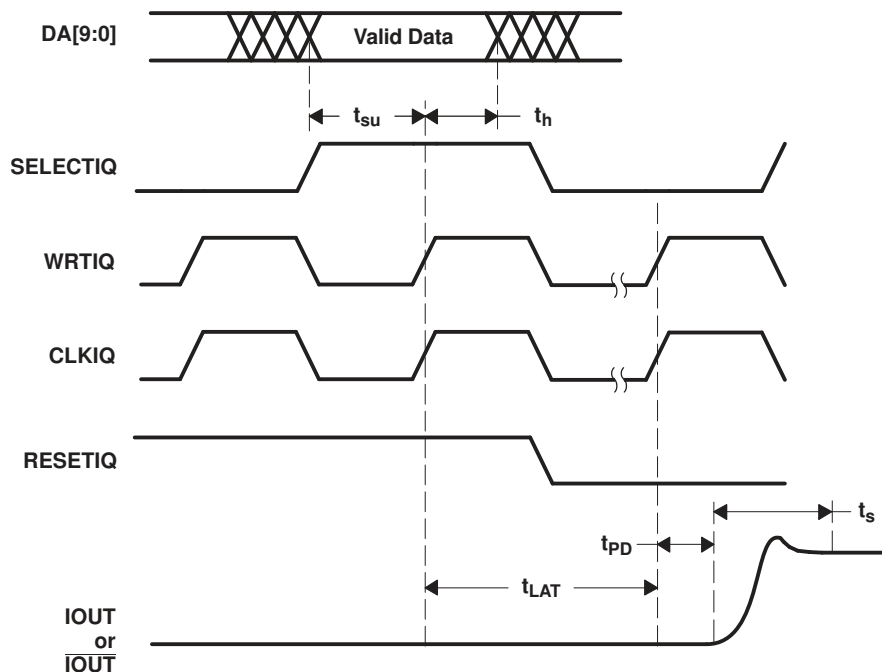 DA[9:0]
Valid Data
tsu
th
SELECTIQ
WRTIQ
CLKIQ
RESETIQ
ts
tPD
tLAT
IOUT
or
IOUT